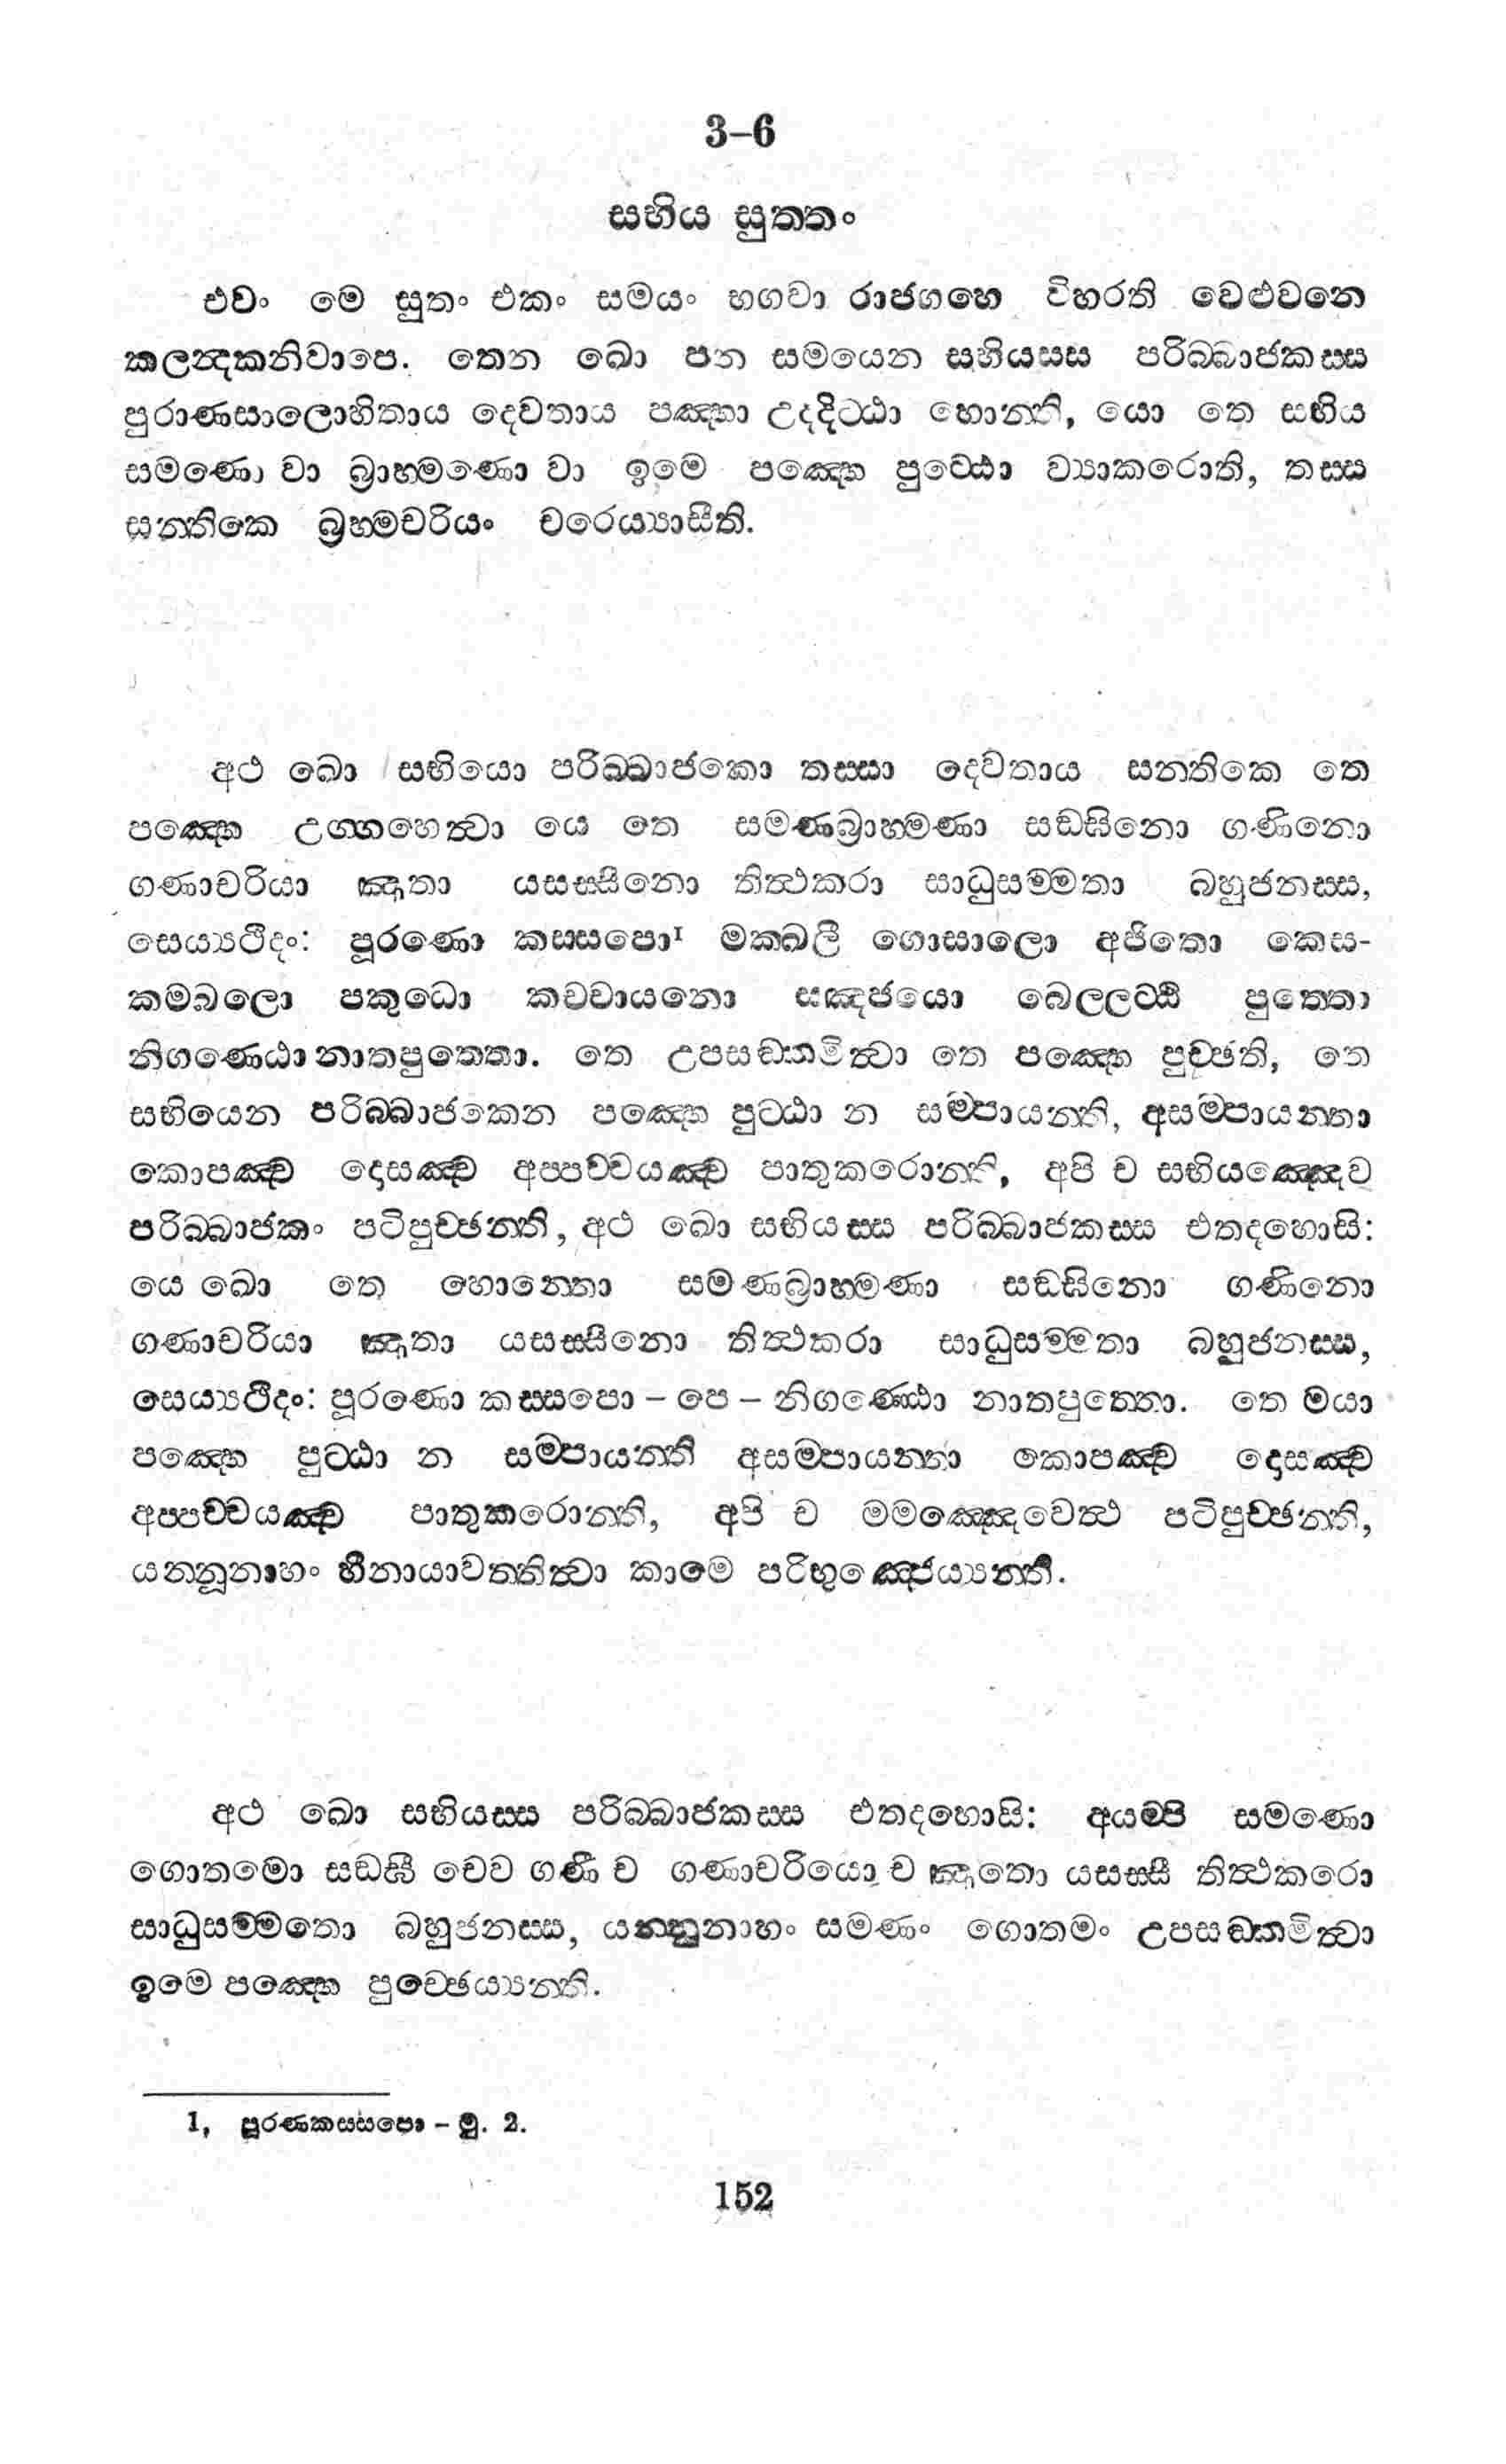 3–6
සභිය සුත්තං
එවං මෙ සුතං එකං සමයං භගවා රාජගහෙ විහරති වෙළුවනෙ
කලන්දකනිවාපෙ. තෙන ඛො පන සමයෙන සභියස්ස පරිබ්බාජකස්ස
පුරාණසාලොහිතාය දෙවතාය පඤ්හා උද්දිට්ඨා හොන්ති, යො තෙ සභිය
සමණො වා බ්‍රාහ්මණො වා ඉමෙ පඤ්හෙ පුට්ඨො ව්‍යාකරොති, තස්ස
සන්තිකෙ බ්‍රහ්මචරියං චරෙය්‍යාසීති.
අථ ඛො සභියො පරිබ්බාජකො තස්සා දෙවතාය සන්තිකෙ තෙ
පඤ්හෙ උග්ගහෙත්‍වා යෙ තෙ සමණබ්‍රාහ්මණා සඞ්ඝිනො ගණිනො
ගණාචරියා ඤාතා යසස්සිනො තිත්‍ථකරා සාධුසම්මතා බහුජනස්ස,
සෙය්‍යථිදං: පූරණො කස්සපො¹ මක්ඛලී ගොසාලො අජිතො කෙස-
කම්බලො පකුධො කච්චායනො සඤ්ජයො බෙල්ලට්ඨි පුත්තො
නිගණ්ඨො නාතපුත්තො. තෙ උපසඞ්කමිත්‍වා තෙ පඤ්හෙ පුච්ඡති, තෙ
සභියෙන පරිබ්බාජකෙන පඤ්හෙ පුට්ඨා න සම්පායන්ති, අසම්පායන්තා
කොපඤ්ච දොසඤ්ච අප්පච්චයඤ්ච පාතුකරොන්ති, අපි ච සභියඤ්ඤෙව
පරිබ්බාජකං පටිපුච්ඡන්ති, අථ ඛො සභියස්ස පරිබ්බාජකස්ස එතදහොසි:
යෙ ඛො තෙ හොන්තො සමණබ්‍රාහ්මණා සඞ්ඝිනො ගණිනො
ගණාචරියා ඤාතා යසස්සිනො තිත්‍ථකරා සාධුසම්මතා බහුජනස්ස,
සෙය්‍යථිදං: පූරණො කස්සපො – පෙ – නිගණ්ඨො නාතපුත්තො. තෙ මයා
පඤ්හෙ පුට්ඨා න සම්පායන්ති අසම්පායන්තා කොපඤ්ච දොසඤ්ච
අප්පච්චයඤ්ච පාතුකරොන්ති, අපි ච මමඤ්ඤෙවෙත්‍ථ පටිපුච්ඡන්ති,
යන්නූනාහං හීනායාවත්තිත්‍වා කාමෙ පරිභුඤ්ජෙය්‍යන්ති.
අථ ඛො සභියස්ස පරිබ්බාජකස්ස එතදහොසි: අයම්පි සමණො
ගොතමො සඞ්ඝී චෙව ගණී ච ගණාචරියො ච ඤාතො යසස්සී තිත්‍ථකරො
සාධුසම්මතො බහුජනස්ස, යන්නූනාහං සමණං ගොතමං උපසඞ්කමිත්‍වා
ඉමෙ පඤ්හෙ පුච්ඡෙය්‍යන්ති.
1, පූරණකස්සපො – මු. 2.
152